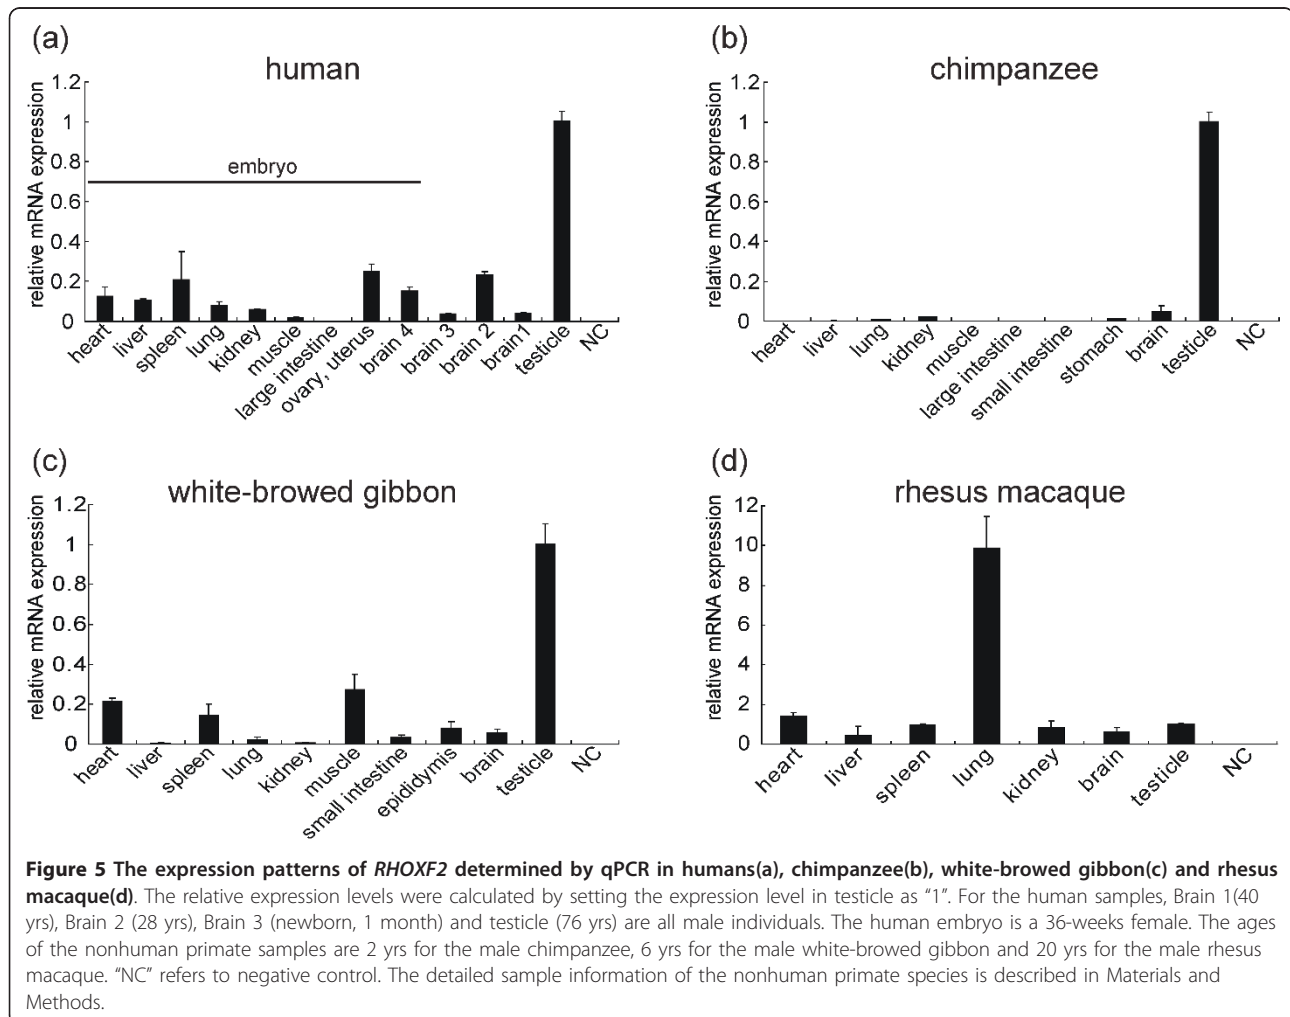 (a)
human
relative mRNA expression
1.2
1
0.8
0.6
0.4
0.2
0
embryo
heart
liver
spleen
lung
kidney
muscle
large intestine
ovary, uterus
brain 4
brain 3
brain 2
brain1
testicle
NC
(b)
chimpanzee
relative mRNA expression
1.2
1
0.8
0.6
0.4
0.2
0
heart
liver
lung
kidney
muscle
large intestine
small intestine
stomach
brain
testicle
NC
(c)
white-browed gibbon
relative mRNA expression
1.2
1
0.8
0.6
0.4
0.2
0
heart
liver
spleen
lung
kidney
muscle
small intestine
epididymis
brain
testicle
NC
(d)
rhesus macaque
relative mRNA expression
12
10
8
6
4
2
0
heart
liver
spleen
lung
kidney
brain
testicle
NC
Figure 5 The expression patterns of RHOXF2 determined by qPCR in humans(a), chimpanzee(b), white-browed gibbon(c) and rhesus
macaque(d). The relative expression levels were calculated by setting the expression level in testicle as “1”. For the human samples, Brain 1(40
yrs), Brain 2 (28 yrs), Brain 3 (newborn, 1 month) and testicle (76 yrs) are all male individuals. The human embryo is a 36-weeks female. The ages
of the nonhuman primate samples are 2 yrs for the male chimpanzee, 6 yrs for the male white-browed gibbon and 20 yrs for the male rhesus
macaque. “NC” refers to negative control. The detailed sample information of the nonhuman primate species is described in Materials and
Methods.